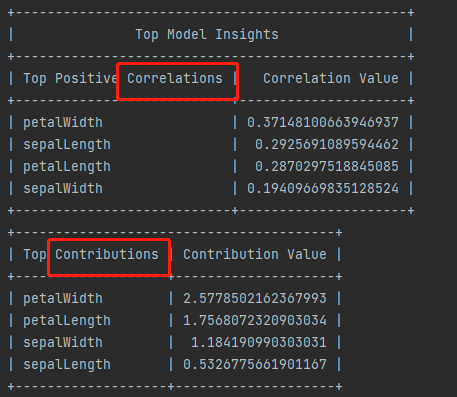 Top Model Insights
Top Positive Correlations | Correlation Value
petalWidth | 0.37148100663946937
sepalLength | 0.2925691089594462
petalLength | 0.2870297518845085
sepalWidth | 0.19409669835128524
Top Contributions | Contribution Value
petalWidth | 2.5778502162367993
petalLength | 1.7568072320903034
sepalWidth | 1.184190990303031
sepalLength | 0.5326775661901167